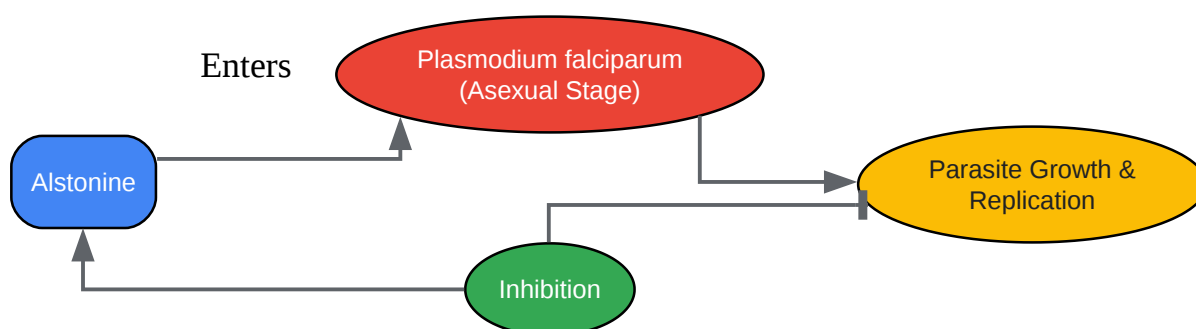 Enters
Plasmodium falciparum
(Asexual Stage)
Alstonine
Parasite Growth &
Replication
Inhibition